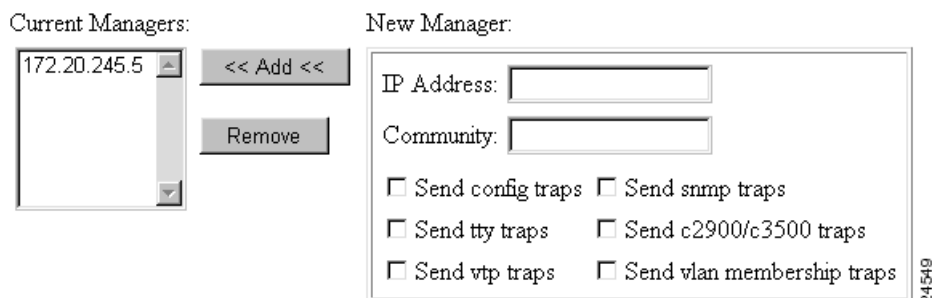 Current Managers:
172.20.245.5
<< Add <<
Remove
New Manager:
IP Address:
Community:
Send config traps Send snmp traps
Send tty traps Send c2900/c3500 traps
Send vtp traps Send vlan membership traps
24549